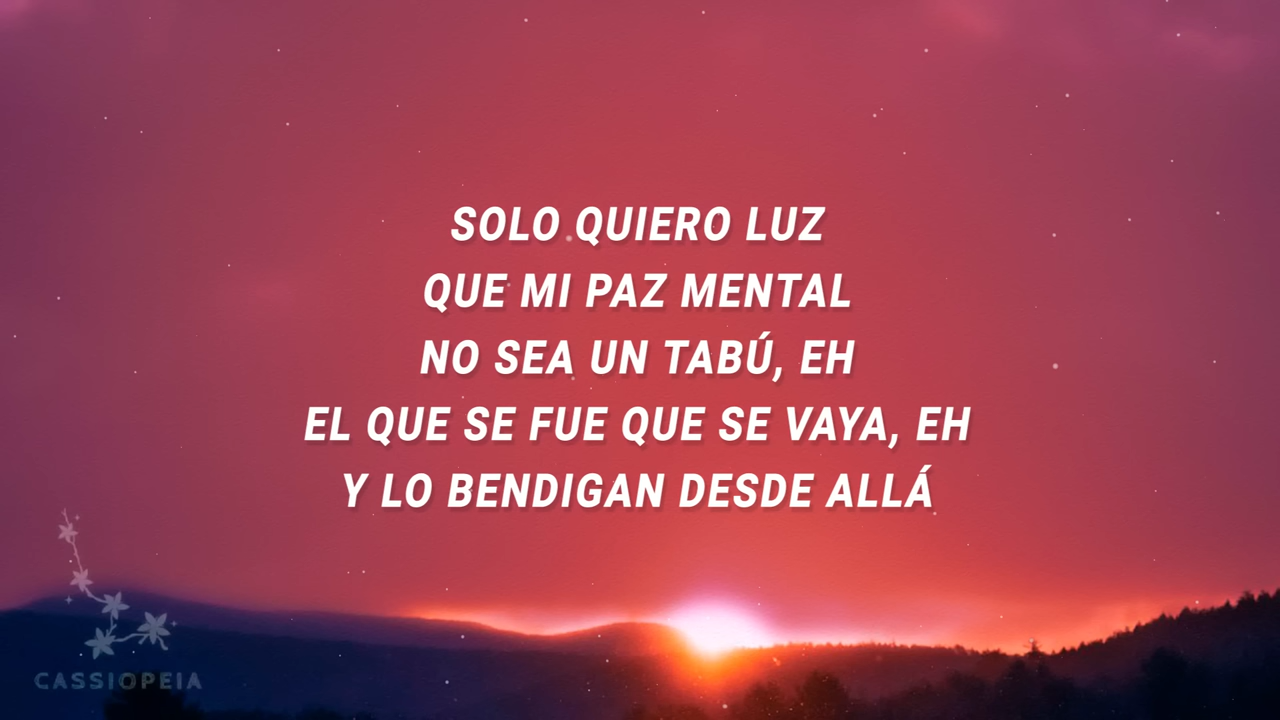 SOLO QUIERO LUZ
QUE MI PAZ MENTAL
NO SEA UN TABÚ, EH
EL QUE SE FUE QUE SE VAYA, EH
Y LO BENDIGAN DESDE ALLÁ
CASSIOPEIA